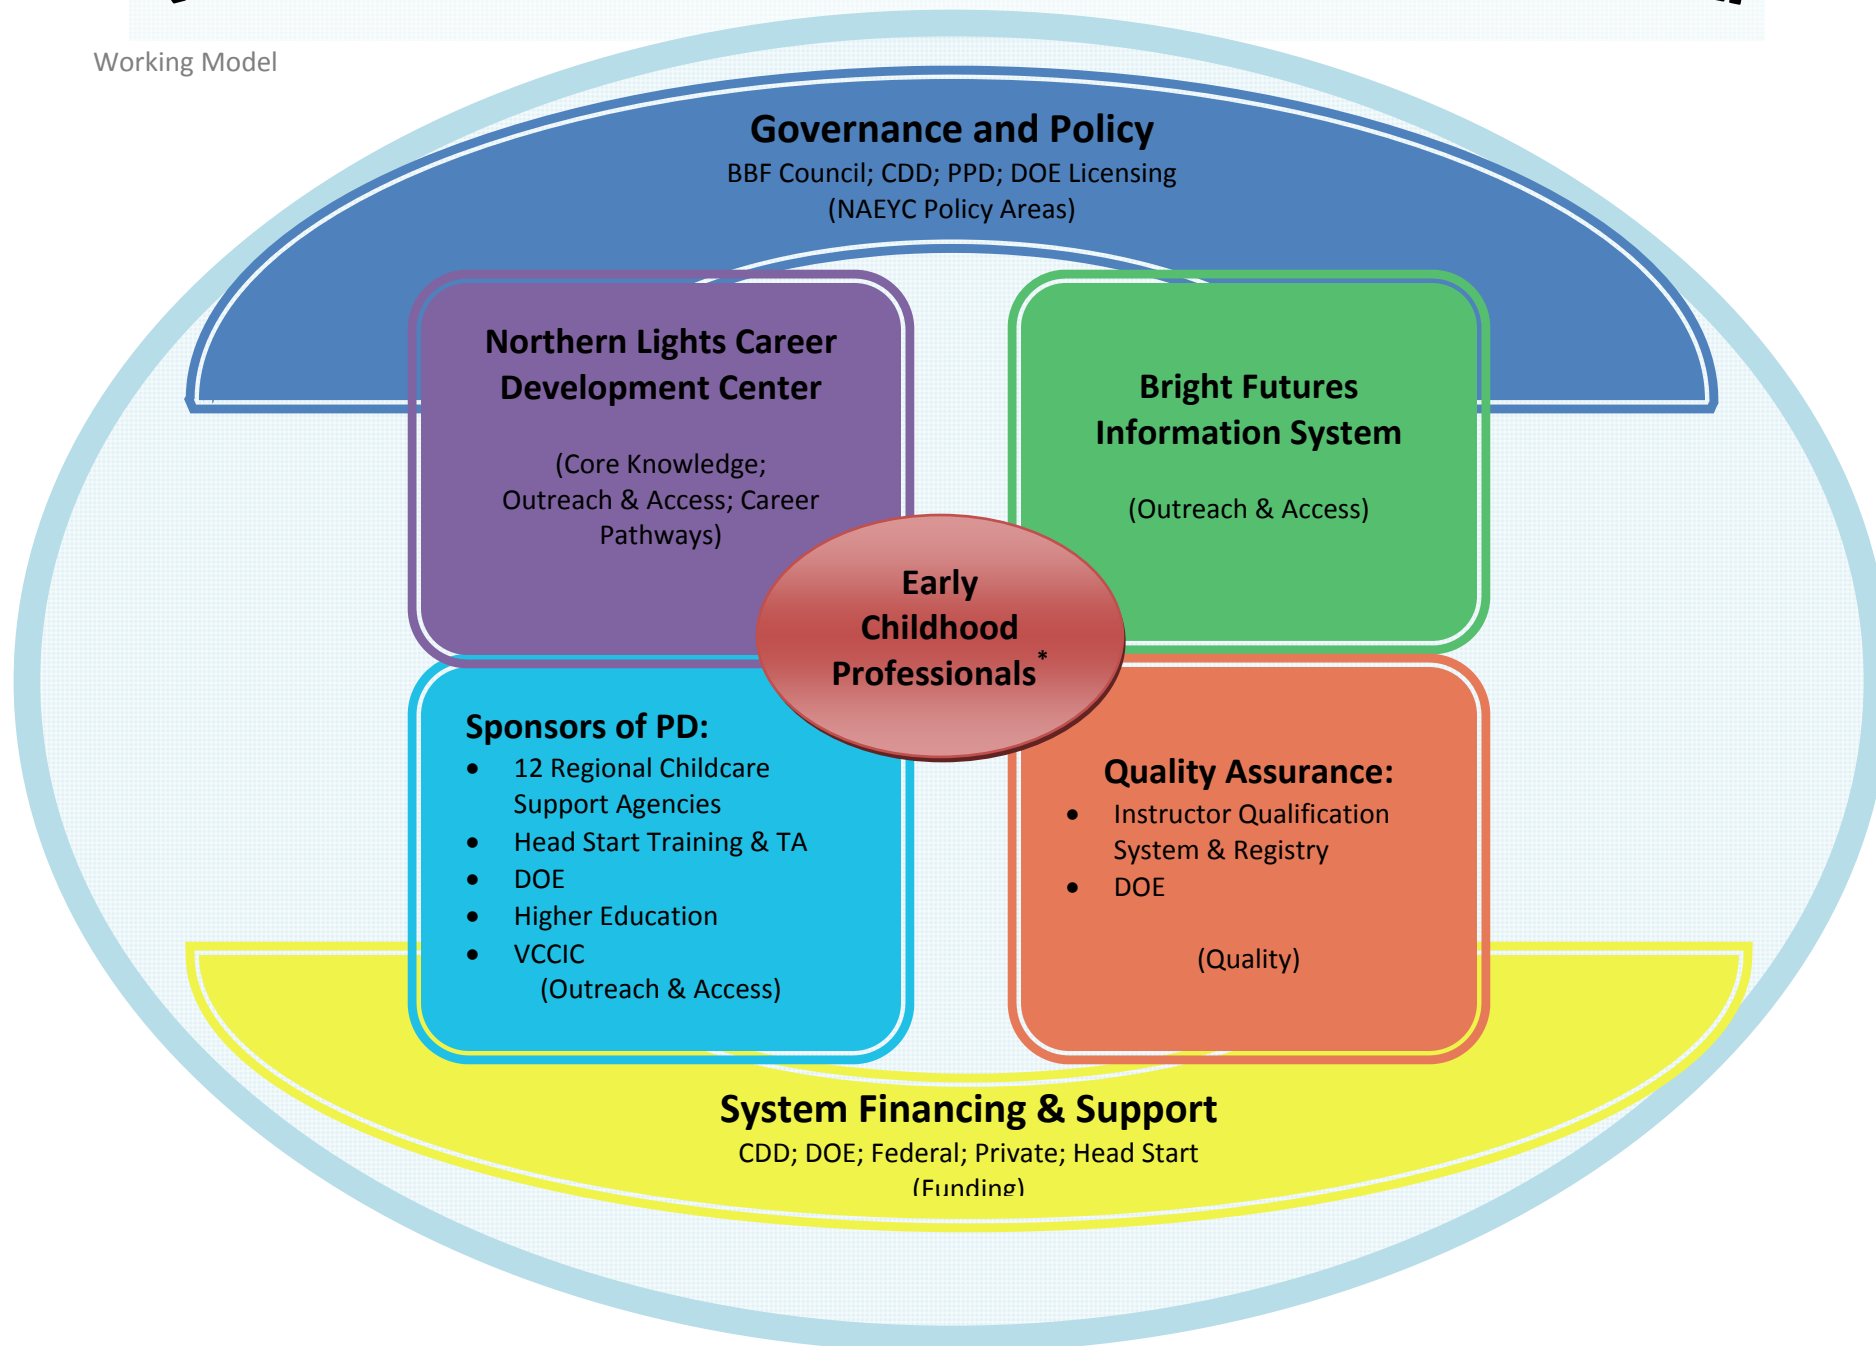 Working Model
Governance and Policy
BBF Council; CDD; PPD; DOE Licensing
(NAEYC Policy Areas)
Northern Lights Career
Development Center
(Core Knowledge;
Outreach & Access; Career
Pathways)
Bright Futures
Information System
(Outreach & Access)
Early
Childhood
Professionals*
Sponsors of PD:
• 12 Regional Childcare
Support Agencies
• Head Start Training & TA
• DOE
• Higher Education
• VCCIC
(Outreach & Access)
Quality Assurance:
• Instructor Qualification
System & Registry
• DOE
(Quality)
System Financing & Support
CDD; DOE; Federal; Private; Head Start
(Funding)